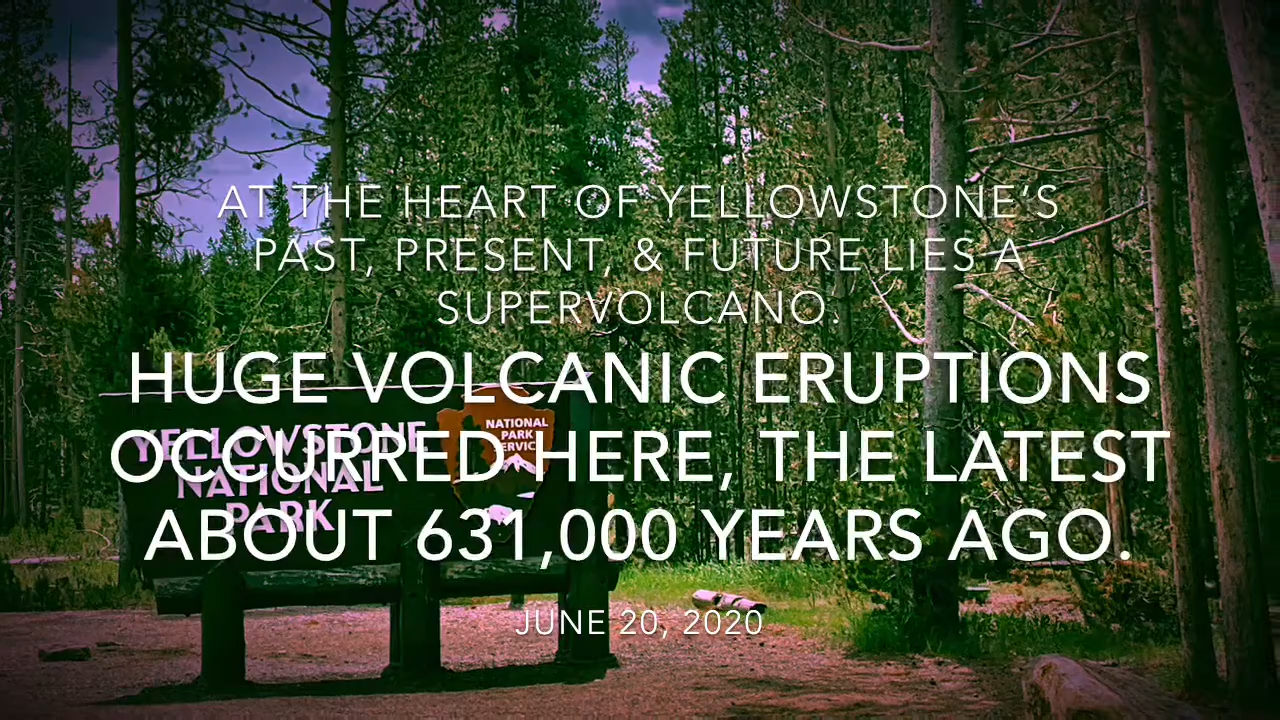 AT THE HEART OF YELLOWSTONE’S
PAST, PRESENT, & FUTURE LIES A
SUPERVOLCANO.
HUGE VOLCANIC ERUPTIONS
OCCURRED HERE, THE LATEST
ABOUT 631,000 YEARS AGO.
YELLOWSTONE
NATIONAL
PARK
NATIONAL
PARK
SERVICE
JUNE 20, 2020